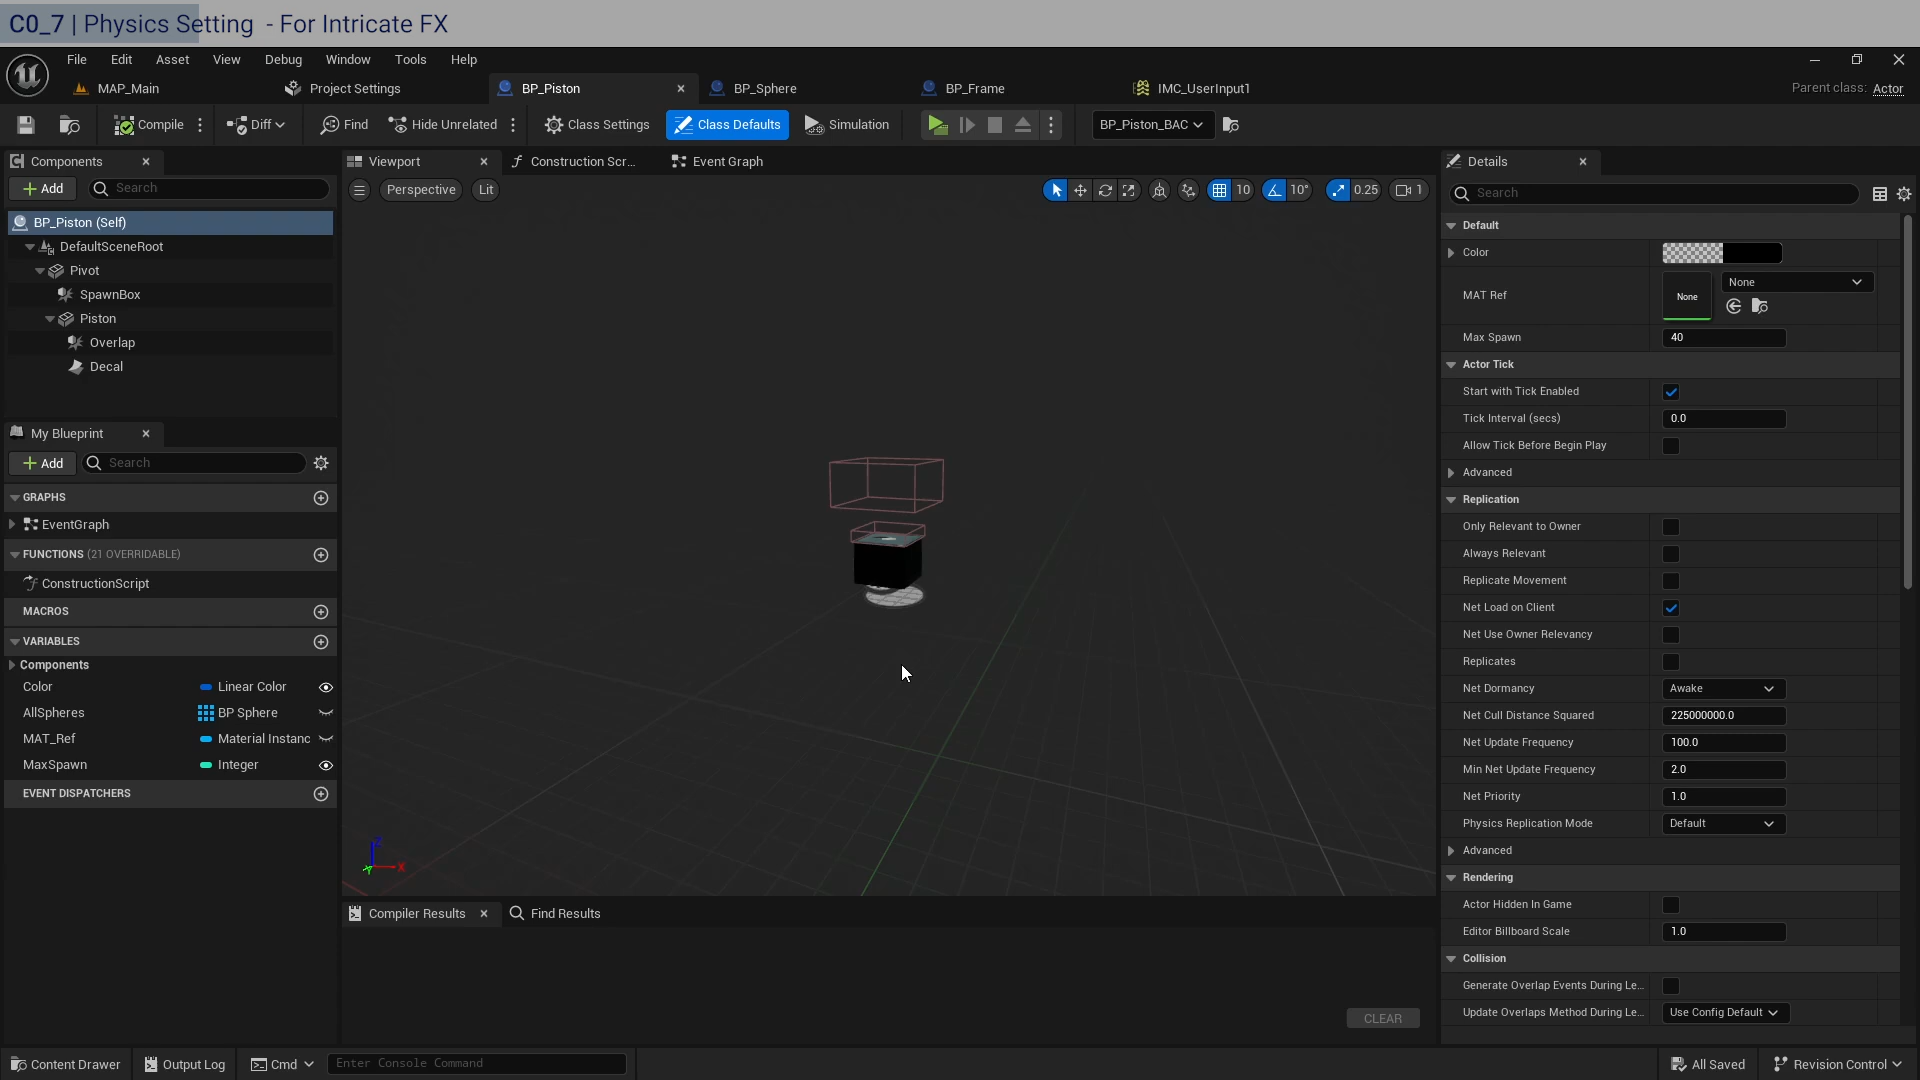 C0_7 | Physics Setting - For Intricate FX
File Edit Asset View Debug Window Tools Help
MAP_Main Project Settings BP_Piston BP_Sphere BP_Frame IMC_UserInput1 Parent class: Actor
Compile Diff Find Hide Unrelated Class Settings Class Defaults Simulation BP_Piston_BAC
Components
Add Search
BP_Piston (Self)
DefaultSceneRoot
Pivot
SpawnBox
Piston
Overlap
Decal
My Blueprint
Add Search
GRAPHS
EventGraph
FUNCTIONS (21 OVERRIDABLE)
ConstructionScript
MACROS
VARIABLES
Components
Color Linear Color
AllSpheres BP Sphere
MAT_Ref Material Instanc
MaxSpawn Integer
EVENT DISPATCHERS
Viewport Construction Scr... Event Graph
Perspective Lit 10 10° 0.25 1
Z
X
Y
Compiler Results Find Results
CLEAR
Details
Search
Default
Color
MAT Ref None None
Max Spawn 40
Actor Tick
Start with Tick Enabled
Tick Interval (secs) 0.0
Allow Tick Before Begin Play
Advanced
Replication
Only Relevant to Owner
Always Relevant
Replicate Movement
Net Load on Client
Net Use Owner Relevancy
Replicates
Net Dormancy Awake
Net Cull Distance Squared 225000000.0
Net Update Frequency 100.0
Min Net Update Frequency 2.0
Net Priority 1.0
Physics Replication Mode Default
Advanced
Rendering
Actor Hidden In Game
Editor Billboard Scale 1.0
Collision
Generate Overlap Events During Le...
Update Overlaps Method During Le... Use Config Default
Content Drawer Output Log Cmd Enter Console Command All Saved Revision Control